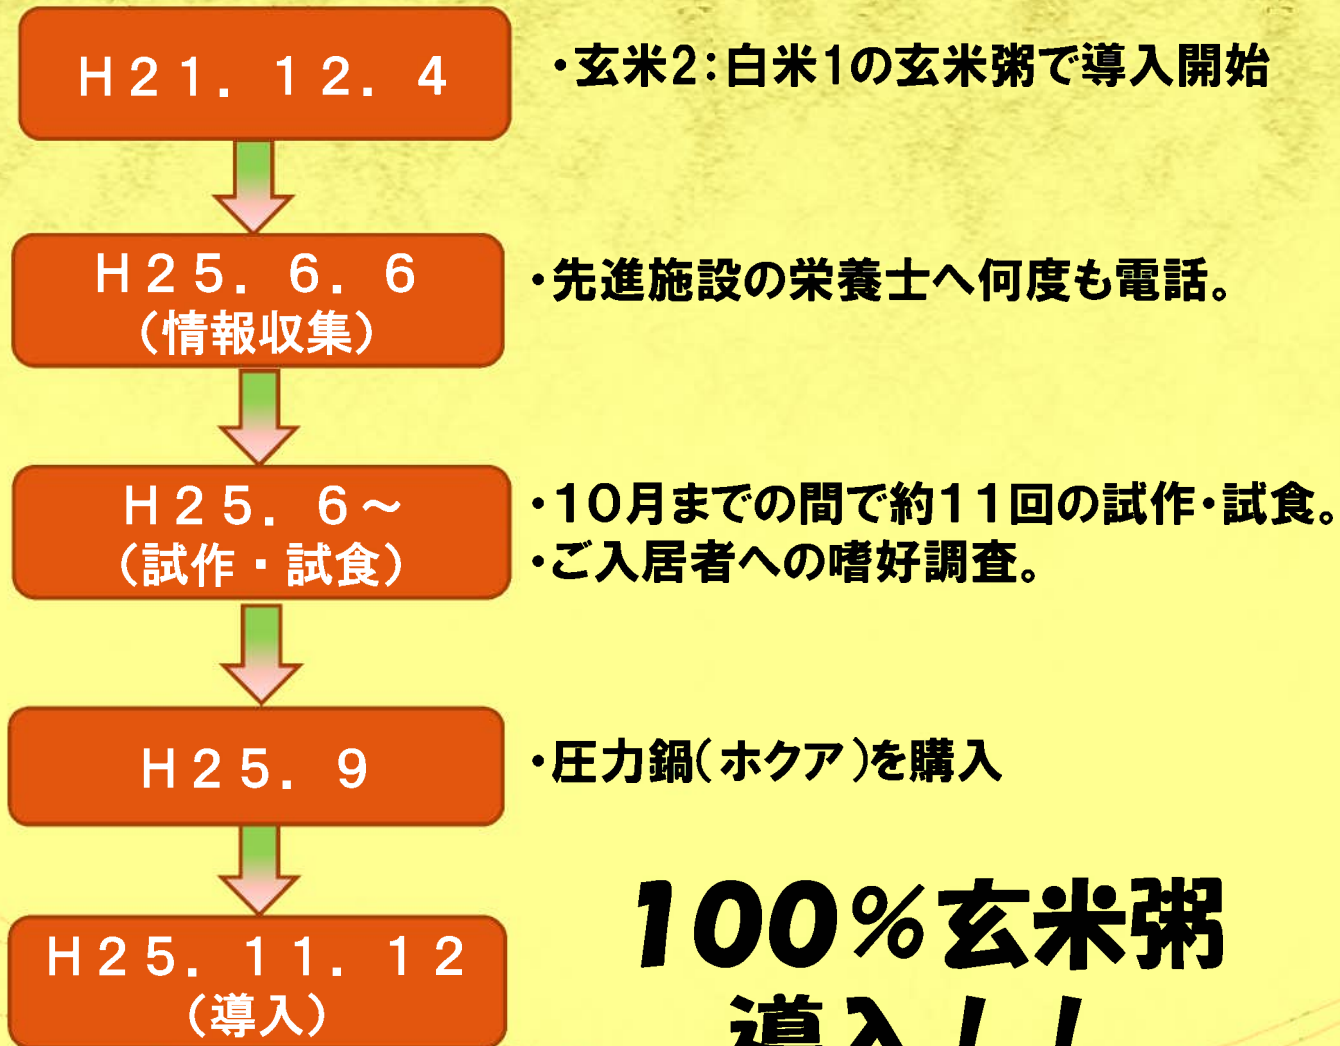 H21. 12. 4
・玄米2:白米1の玄米粥で導入開始
H25. 6. 6
(情報収集)
・先進施設の栄養士へ何度も電話。
H25. 6~
(試作・試食)
・10月までの間で約11回の試作・試食。
・ご入居者への嗜好調査。
H25. 9
・圧力鍋(ホクア)を購入
H25. 11. 12
(導入)
100%玄米粥
導入!!